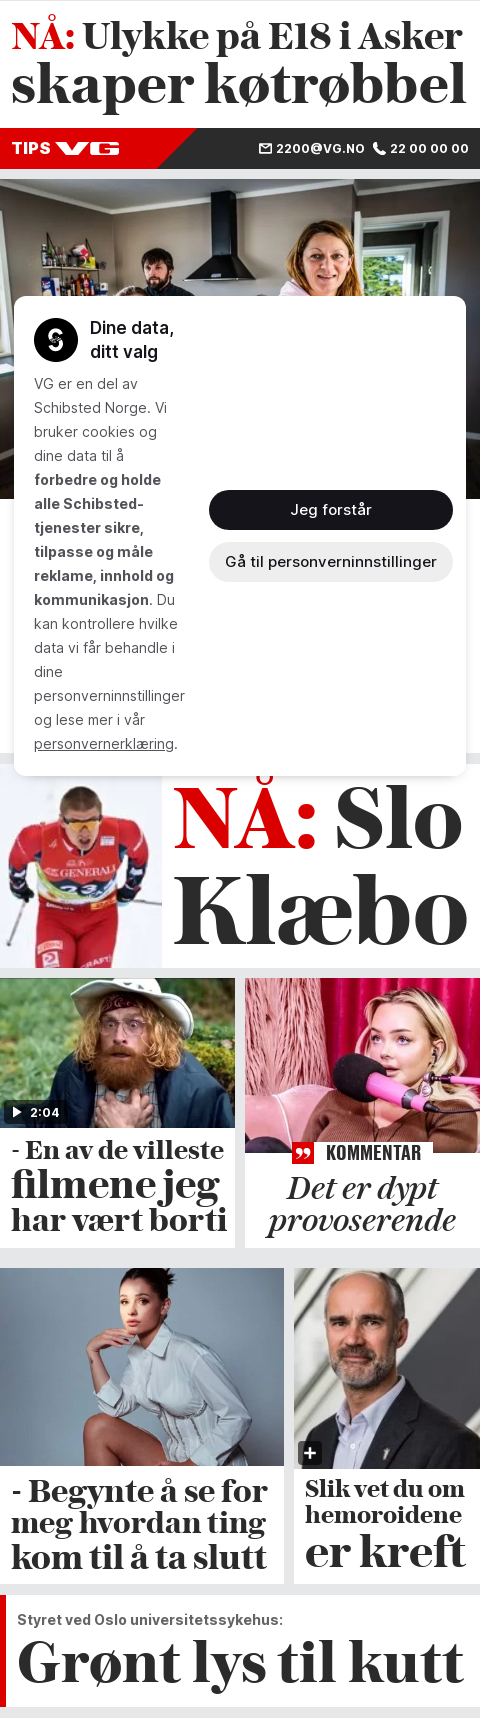 NÅ: Ulykke på E18 i Asker
skaper køtrøbbel
TIPS VG
2200@VG.NO 22 00 00 00
Dine data,
ditt valg
VG er en del av
Schibsted Norge. Vi
bruker cookies og
dine data til å
forbedre og holde
alle Schibsted-
tjenester sikre,
tilpasse og måle
reklame, innhold og
kommunikasjon. Du
kan kontrollere hvilke
data vi får behandle i
dine
personverninnstillinger
og lese mer i vår
personvernerklæring.
Jeg forstår
Gå til personverninnstillinger
GENERALI
NÅ: Slo
Klæbo
2:04
- En av de villeste
filmene jeg
har vært borti
KOMMENTAR
Det er dypt
provoserende
- Begynte å se for
meg hvordan ting
kom til å ta slutt
Slik vet du om
hemoroidene
er kreft
Styret ved Oslo universitetssykehus:
Grønt lys til kutt